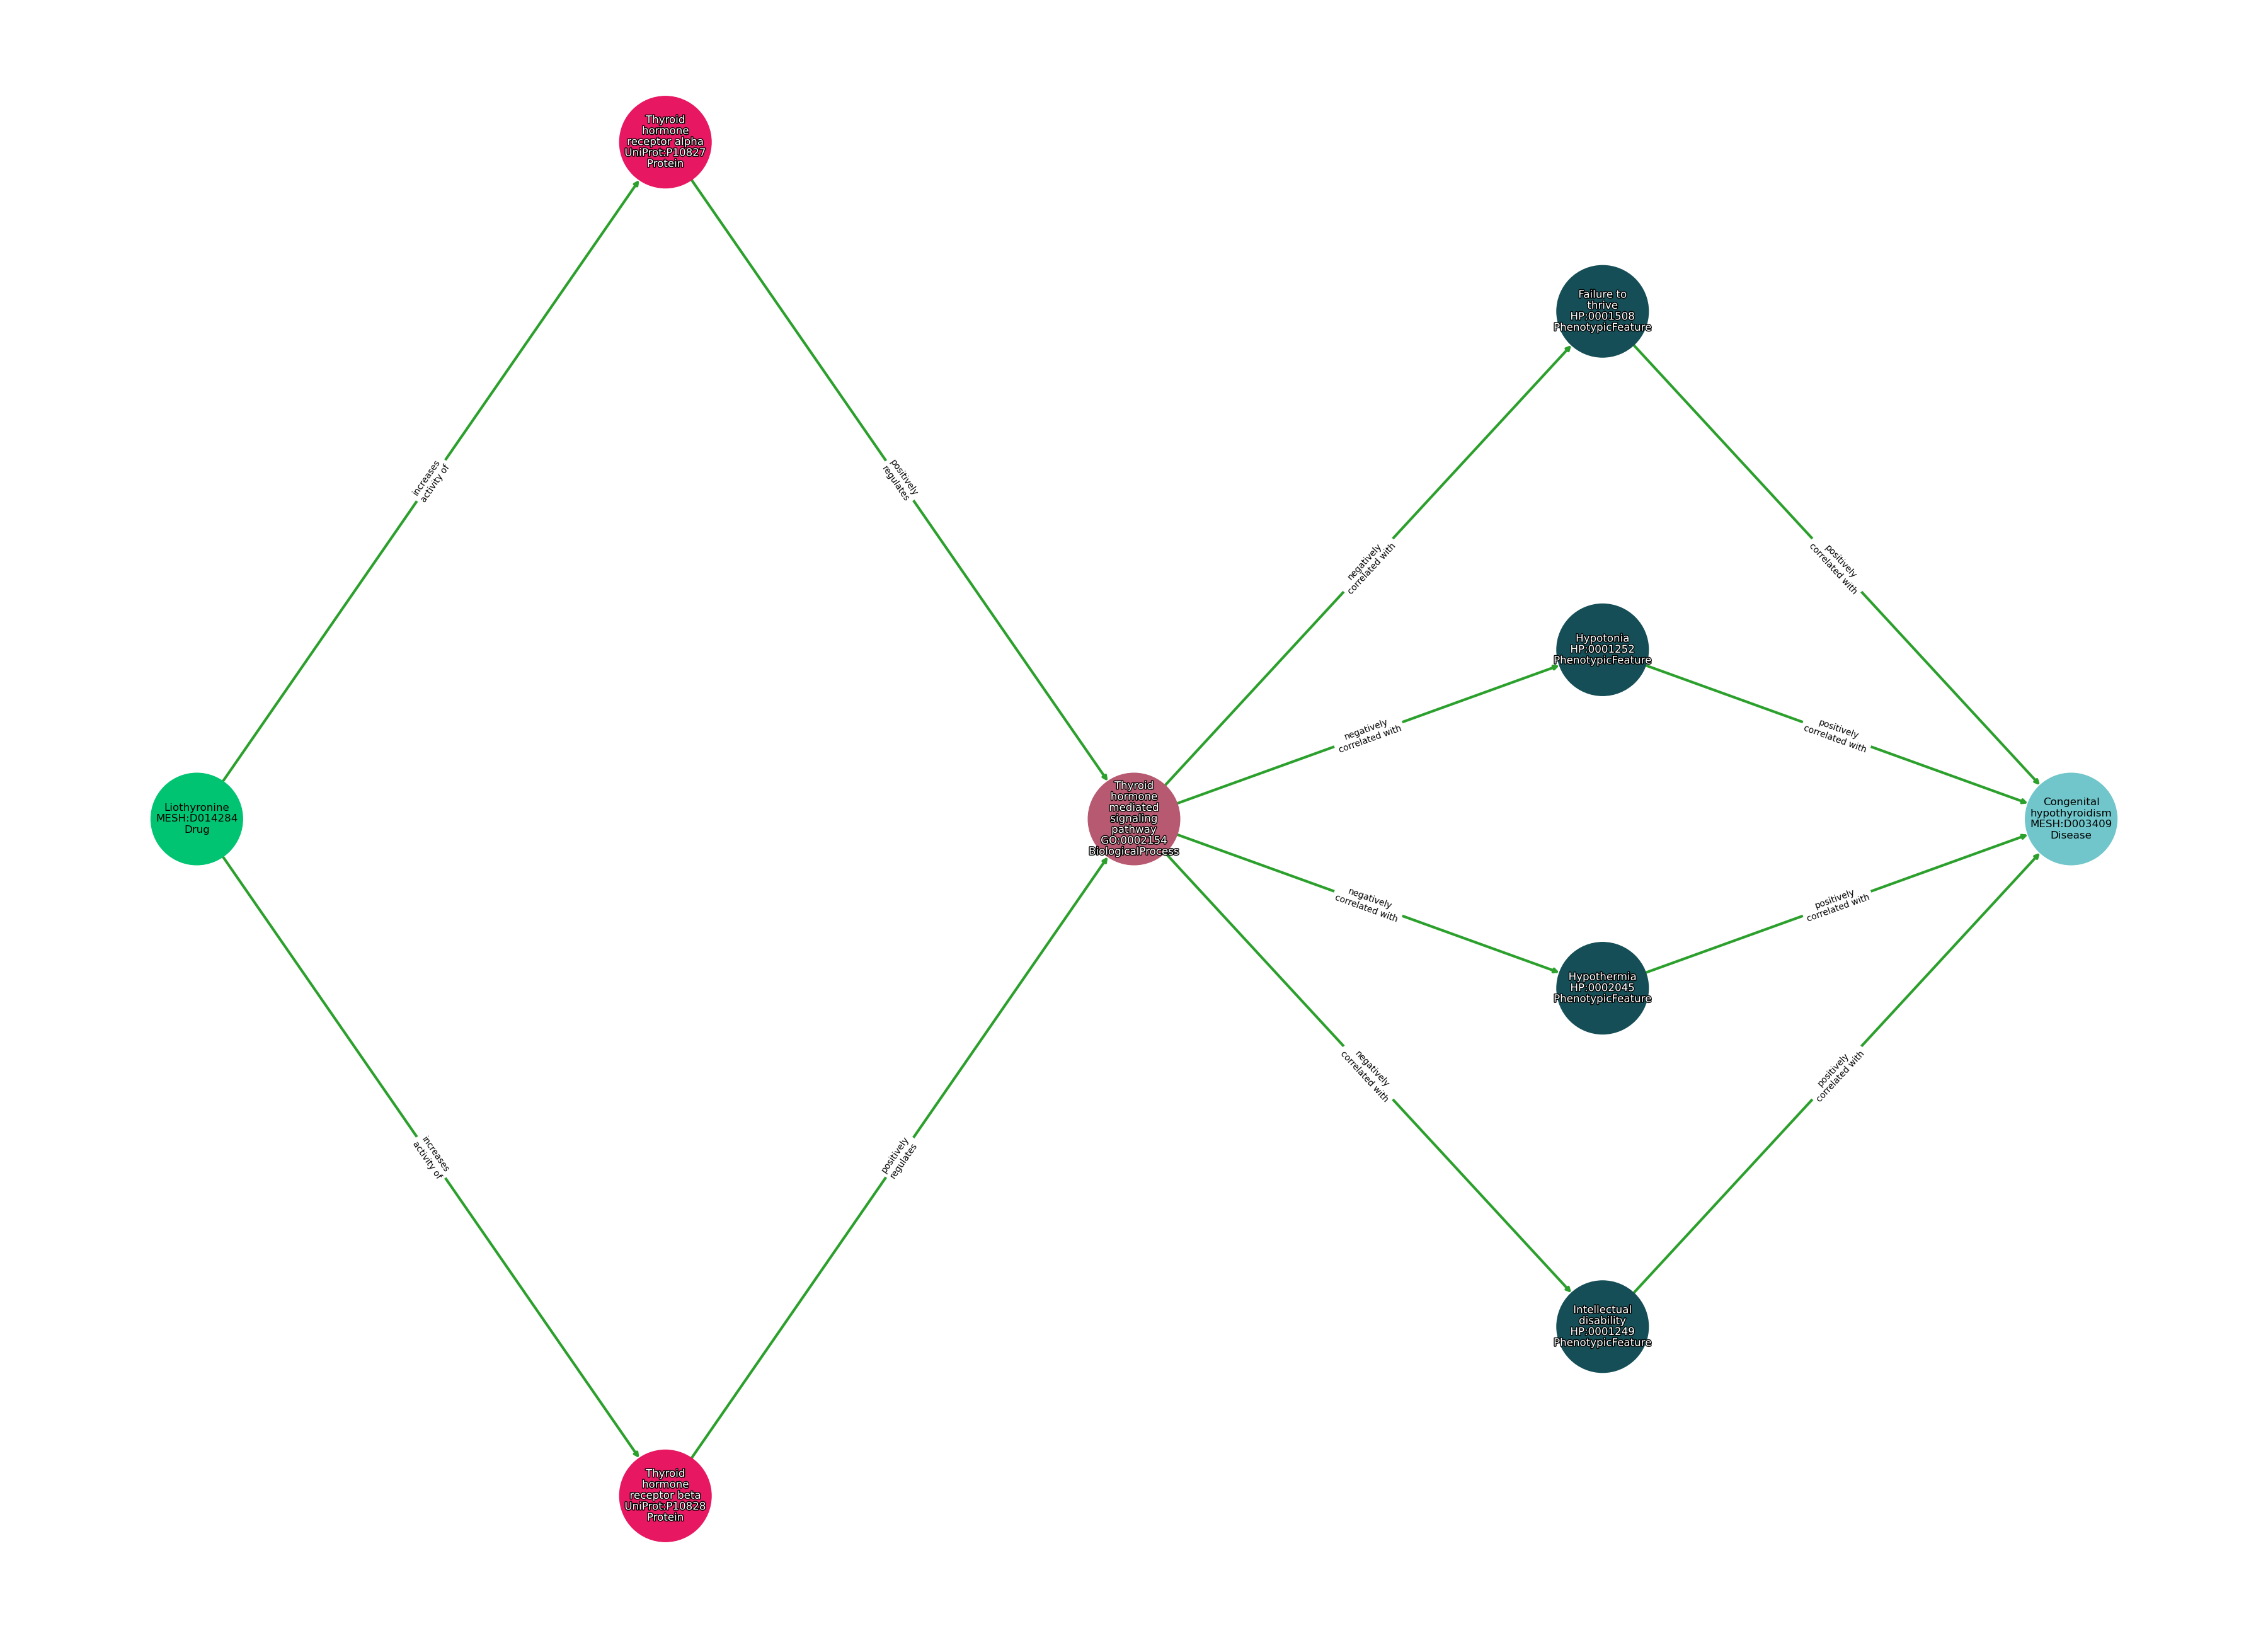 Thyroid
hormone
receptor alpha
UniProt:P10827
Protein
Failure to
thrive
HP:0001508
PhenotypicFeature
increases
activity of
positively
regulates
negatively
correlated with
positively
correlated with
Hypotonia
HP:0001252
PhenotypicFeature
negatively
correlated with
positively
correlated with
Liothyronine
MESH:D014284
Drug
Thyroid
hormone
mediated
signaling
pathway
GO:0002154
BiologicalProcess
Congenital
hypothyroidism
MESH:D003409
Disease
negatively
correlated with
positively
correlated with
Hypothermia
HP:0002045
PhenotypicFeature
negatively
correlated with
positively
correlated with
increases
activity of
positively
regulates
Intellectual
disability
HP:0001249
PhenotypicFeature
Thyroid
hormone
receptor beta
UniProt:P10828
Protein